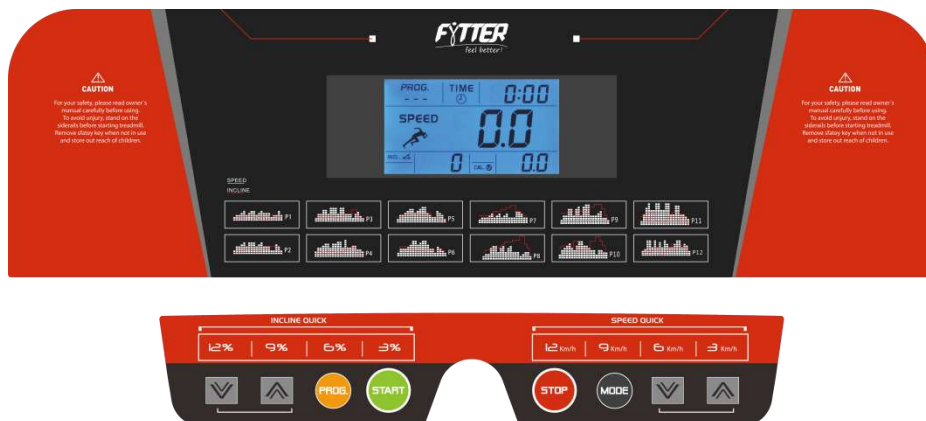 FYTTER
feel better!
CAUTION
For your safety, please read owner's
manual carefully before using.
To avoid unjury, stand on the
siderails before starting treadmill.
Remove sfatey key when not in use
and store out reach of children.
CAUTION
For your safety, please read owner's
manual carefully before using.
To avoid unjury, stand on the
siderails before starting treadmill.
Remove sfatey key when not in use
and store out reach of children.
PROG. TIME 0:00
- - -
SPEED 0.0
INCL. 0 CAL. 0.0
SPEED
INCLINE
P1 P3 P5 P7 P9 P11
P2 P4 P6 P8 P10 P12
INCLINE QUICK
12% 9% 6% 3%
PROG. START
SPEED QUICK
12 Km/h 9 Km/h 6 Km/h 3 Km/h
STOP MODE